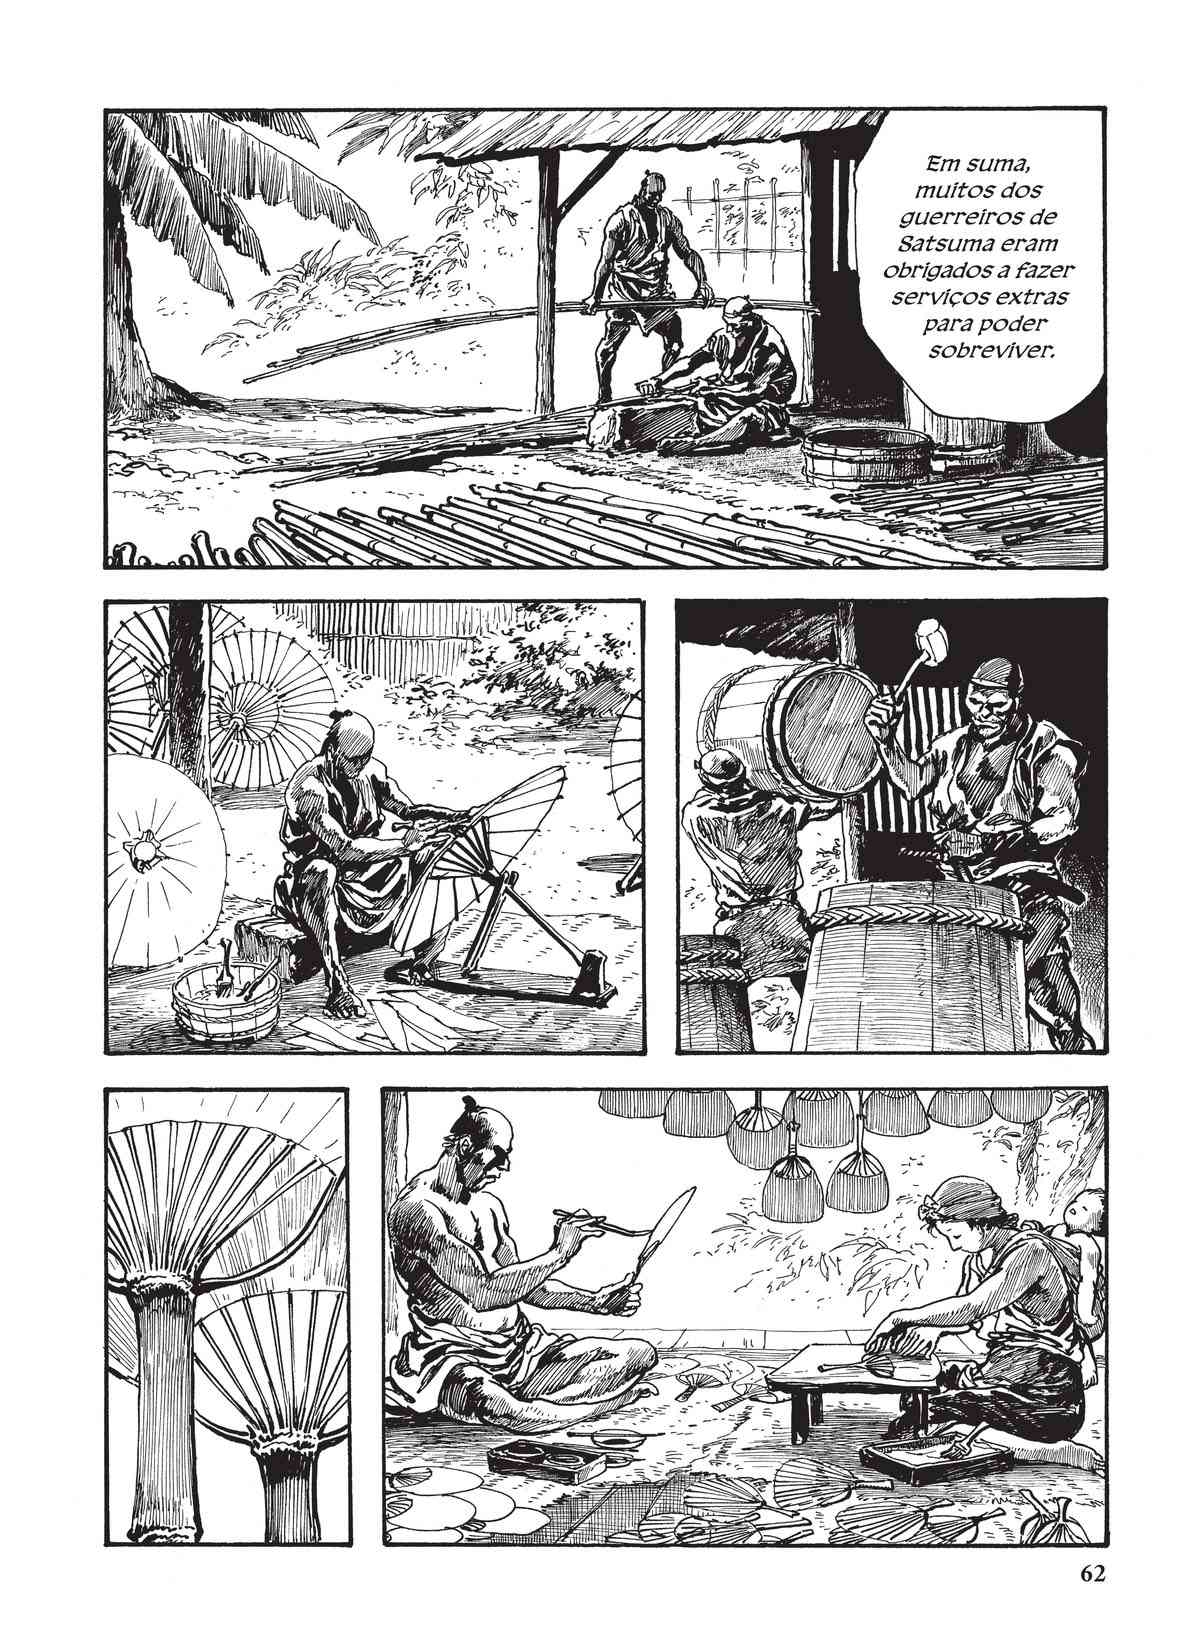 Em suma,
muitos dos
guerreiros de
Satsuma eram
obrigados a fazer
serviços extras
para poder
sobreviver.
62